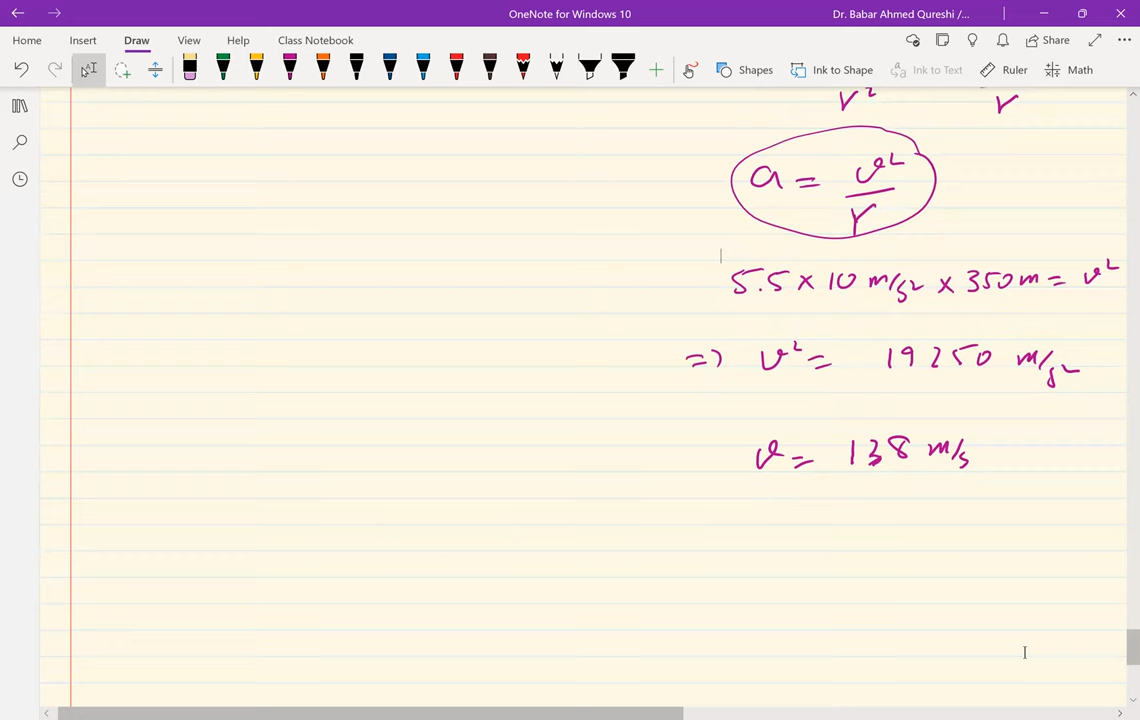 OneNote for Windows 10
Dr. Babar Ahmed Qureshi /...
Home Insert Draw View Help Class Notebook
Share
Shapes Ink to Shape Ink to Text Ruler Math
r² r
a = v²/r
5.5 × 10 m/s² × 350 m = v²
=> v² = 19250 m/s²
v = 138 m/s